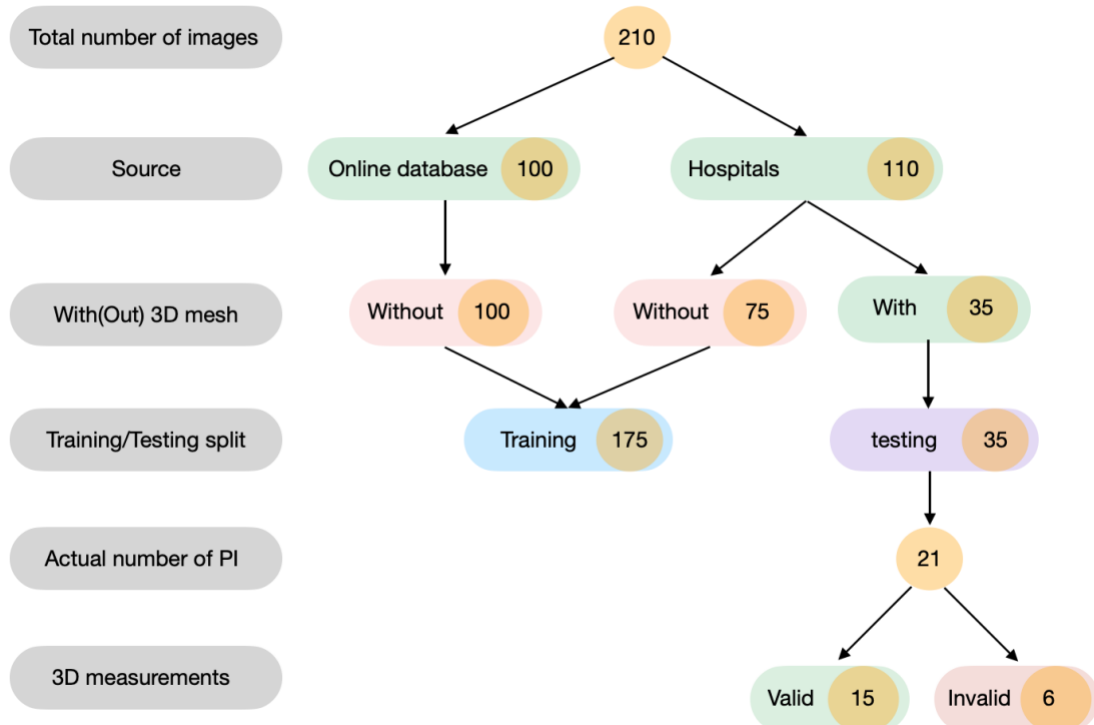 Total number of images
210
Source
Online database 100
Hospitals 110
With(Out) 3D mesh
Without 100
Without 75
With 35
Training/Testing split
Training 175
testing 35
Actual number of PI
21
3D measurements
Valid 15
Invalid 6